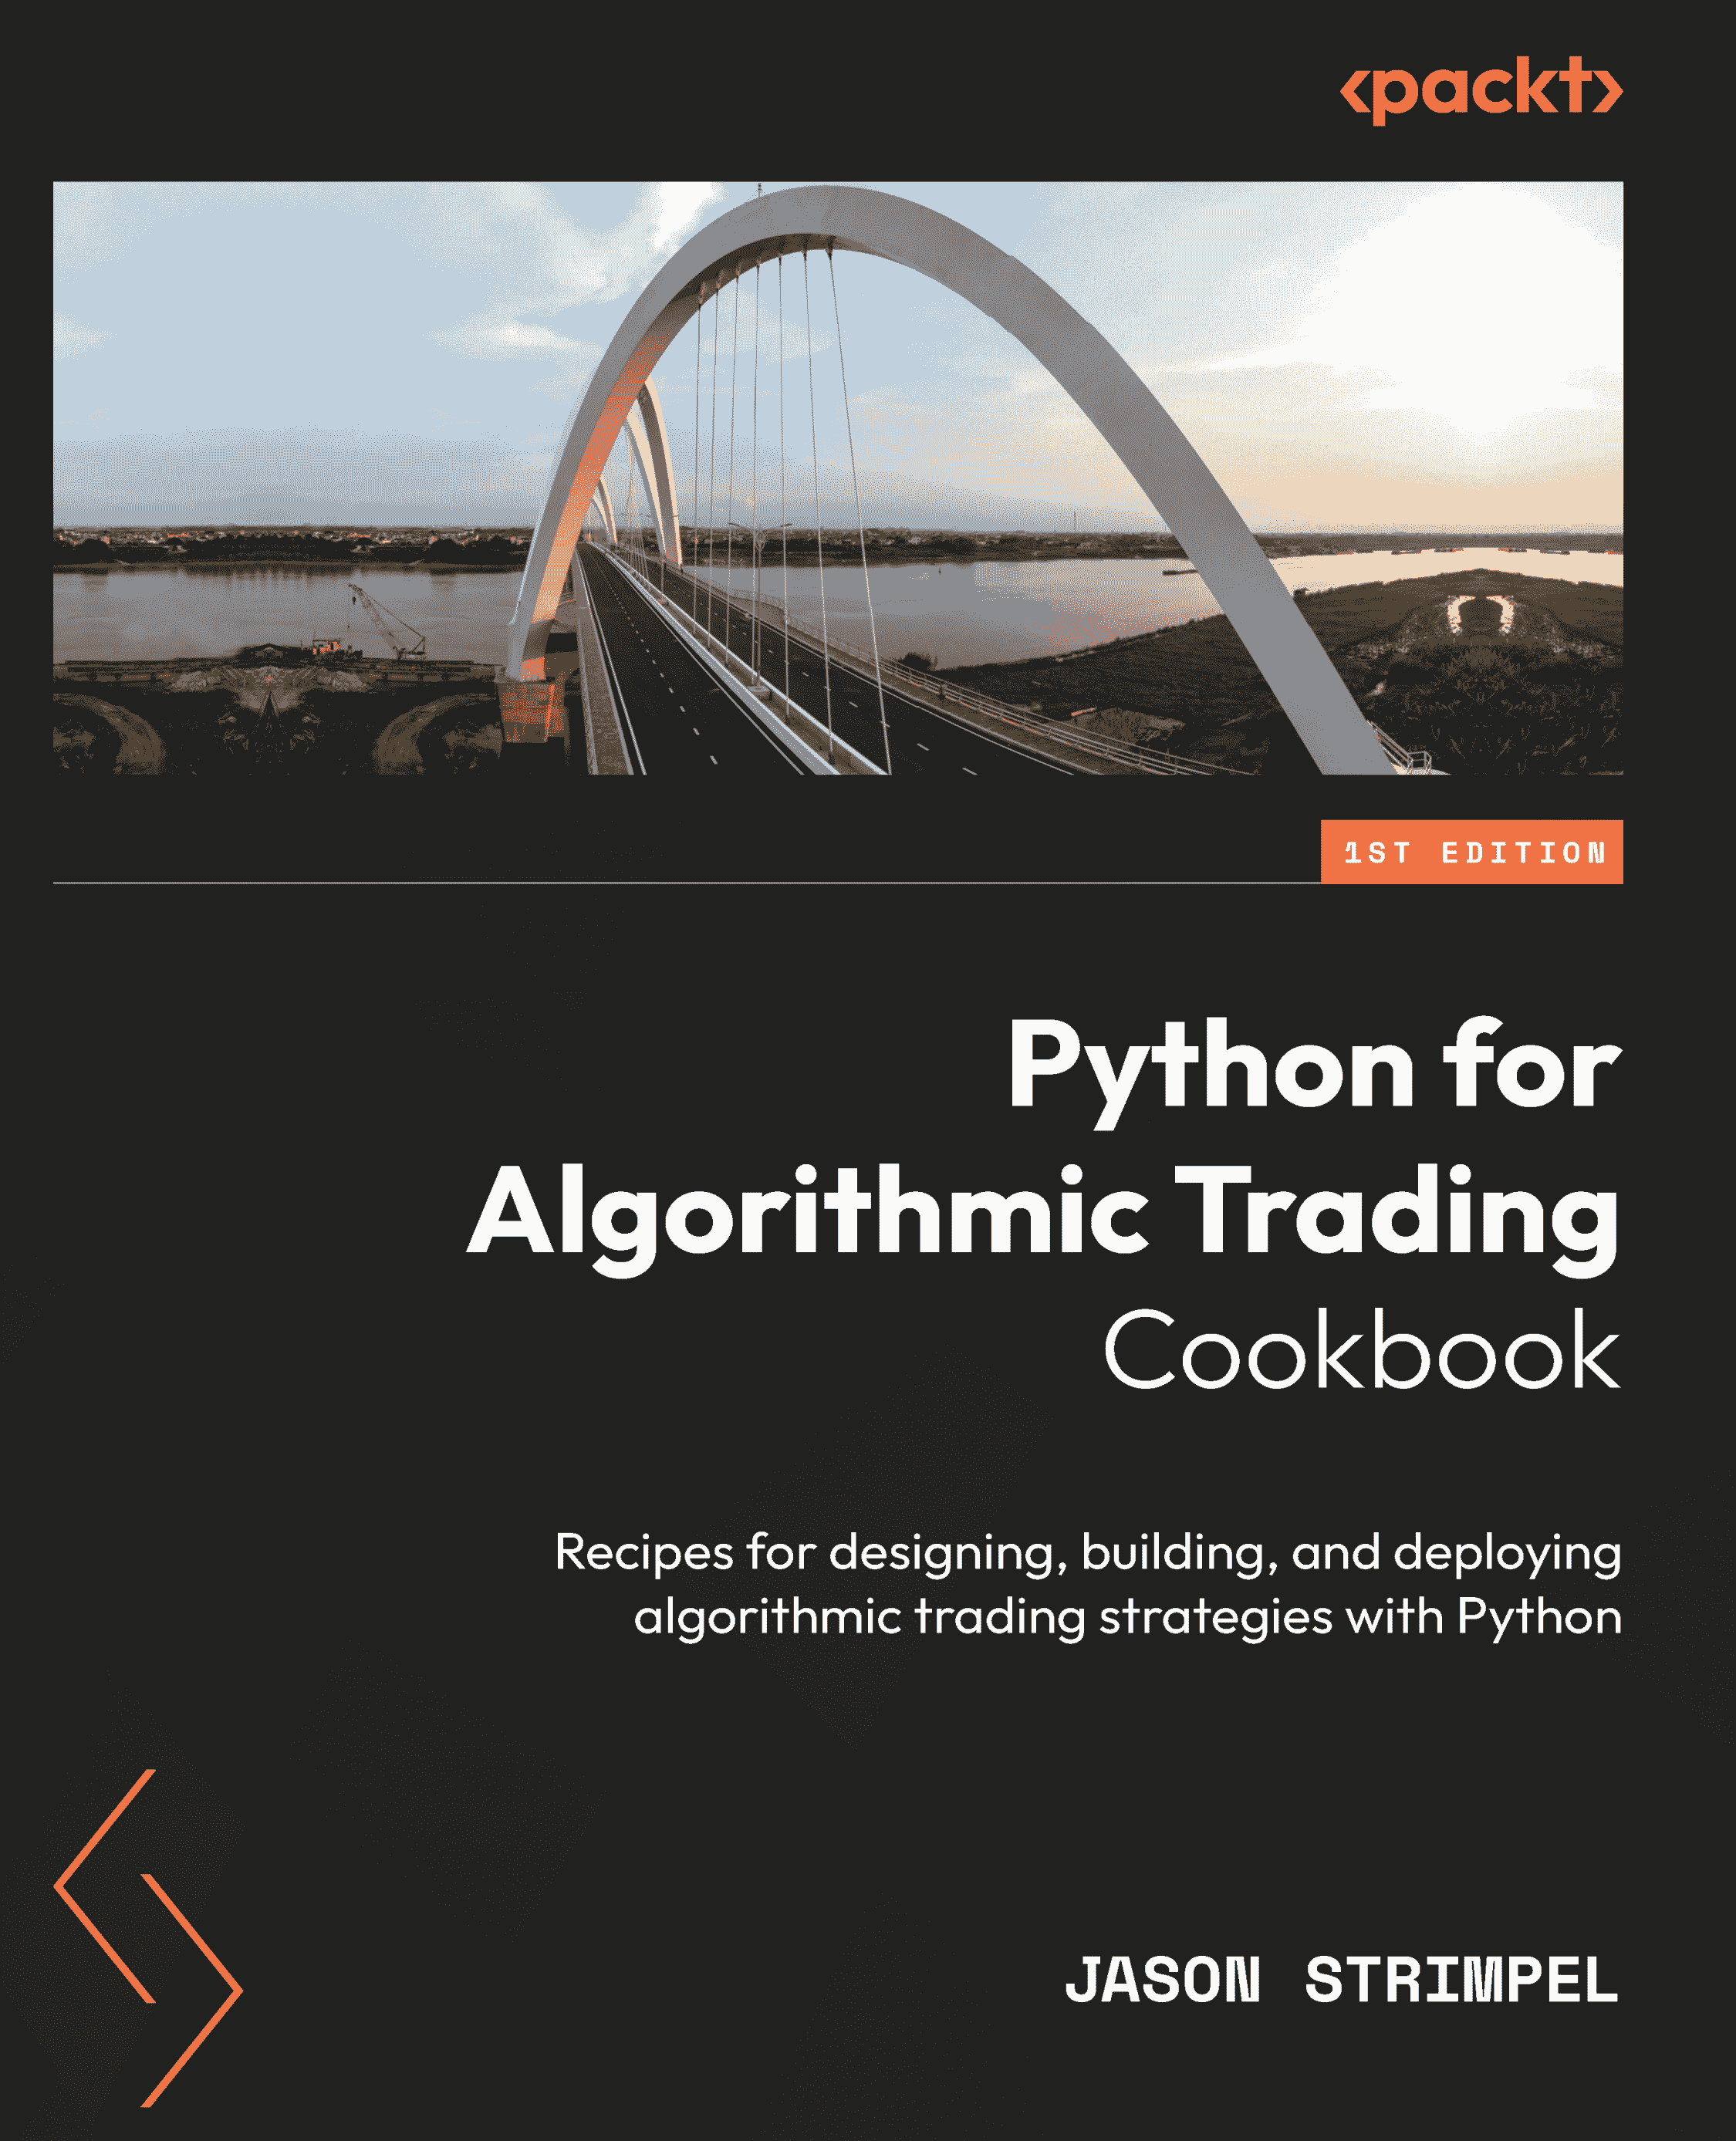 <packt>
1ST EDITION
Python for
Algorithmic Trading
Cookbook
Recipes for designing, building, and deploying
algorithmic trading strategies with Python
JASON STRIMPEL